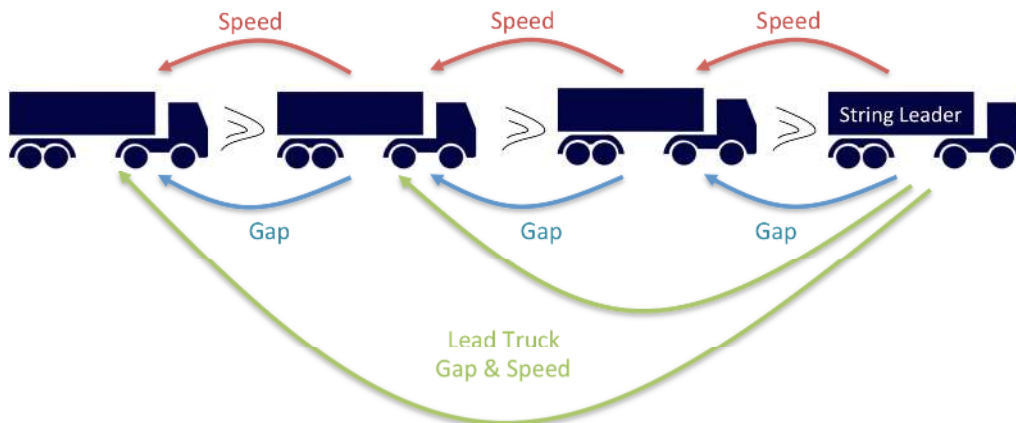 Speed
Speed
Speed
String Leader
Gap
Gap
Gap
Lead Truck
Gap & Speed